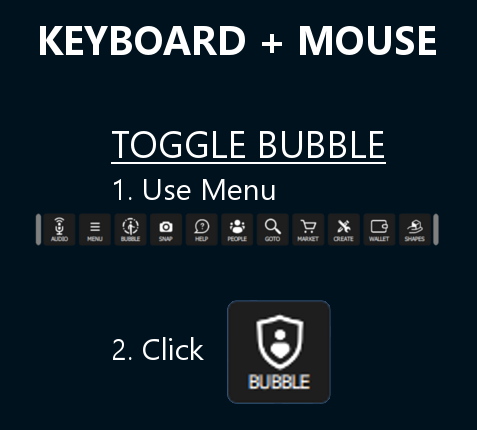 KEYBOARD + MOUSE
TOGGLE BUBBLE
1. Use Menu
AUDIO MENU BUBBLE SNAP HELP PEOPLE GOTO MARKET CREATE WALLET SHAPES
2. Click
BUBBLE